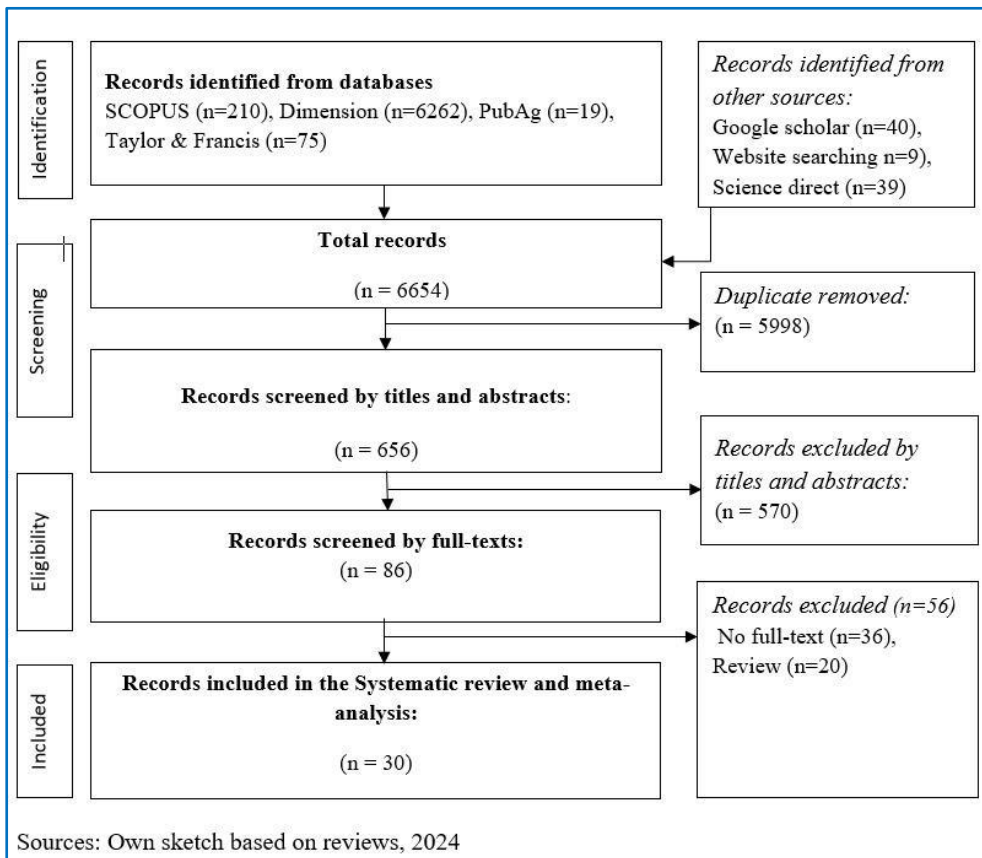 Identification
Records identified from databases
SCOPUS (n=210), Dimension (n=6262), PubAg (n=19),
Taylor & Francis (n=75)
Records identified from
other sources:
Google scholar (n=40),
Website searching n=9),
Science direct (n=39)
Screening
Total records
(n = 6654)
Duplicate removed:
(n = 5998)
Records screened by titles and abstracts:
(n = 656)
Records excluded by
titles and abstracts:
(n = 570)
Eligibility
Records screened by full-texts:
(n = 86)
Records excluded (n=56)
No full-text (n=36),
Review (n=20)
Included
Records included in the Systematic review and meta-
analysis:
(n = 30)
Sources: Own sketch based on reviews, 2024